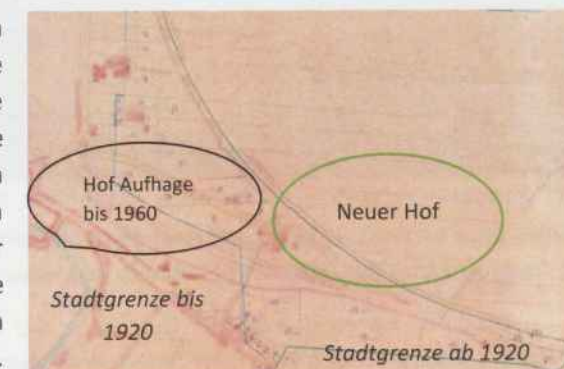 Hof Aufhage
bis 1960
Neuer Hof
Stadtgrenze bis
1920
Stadtgrenze ab 1920